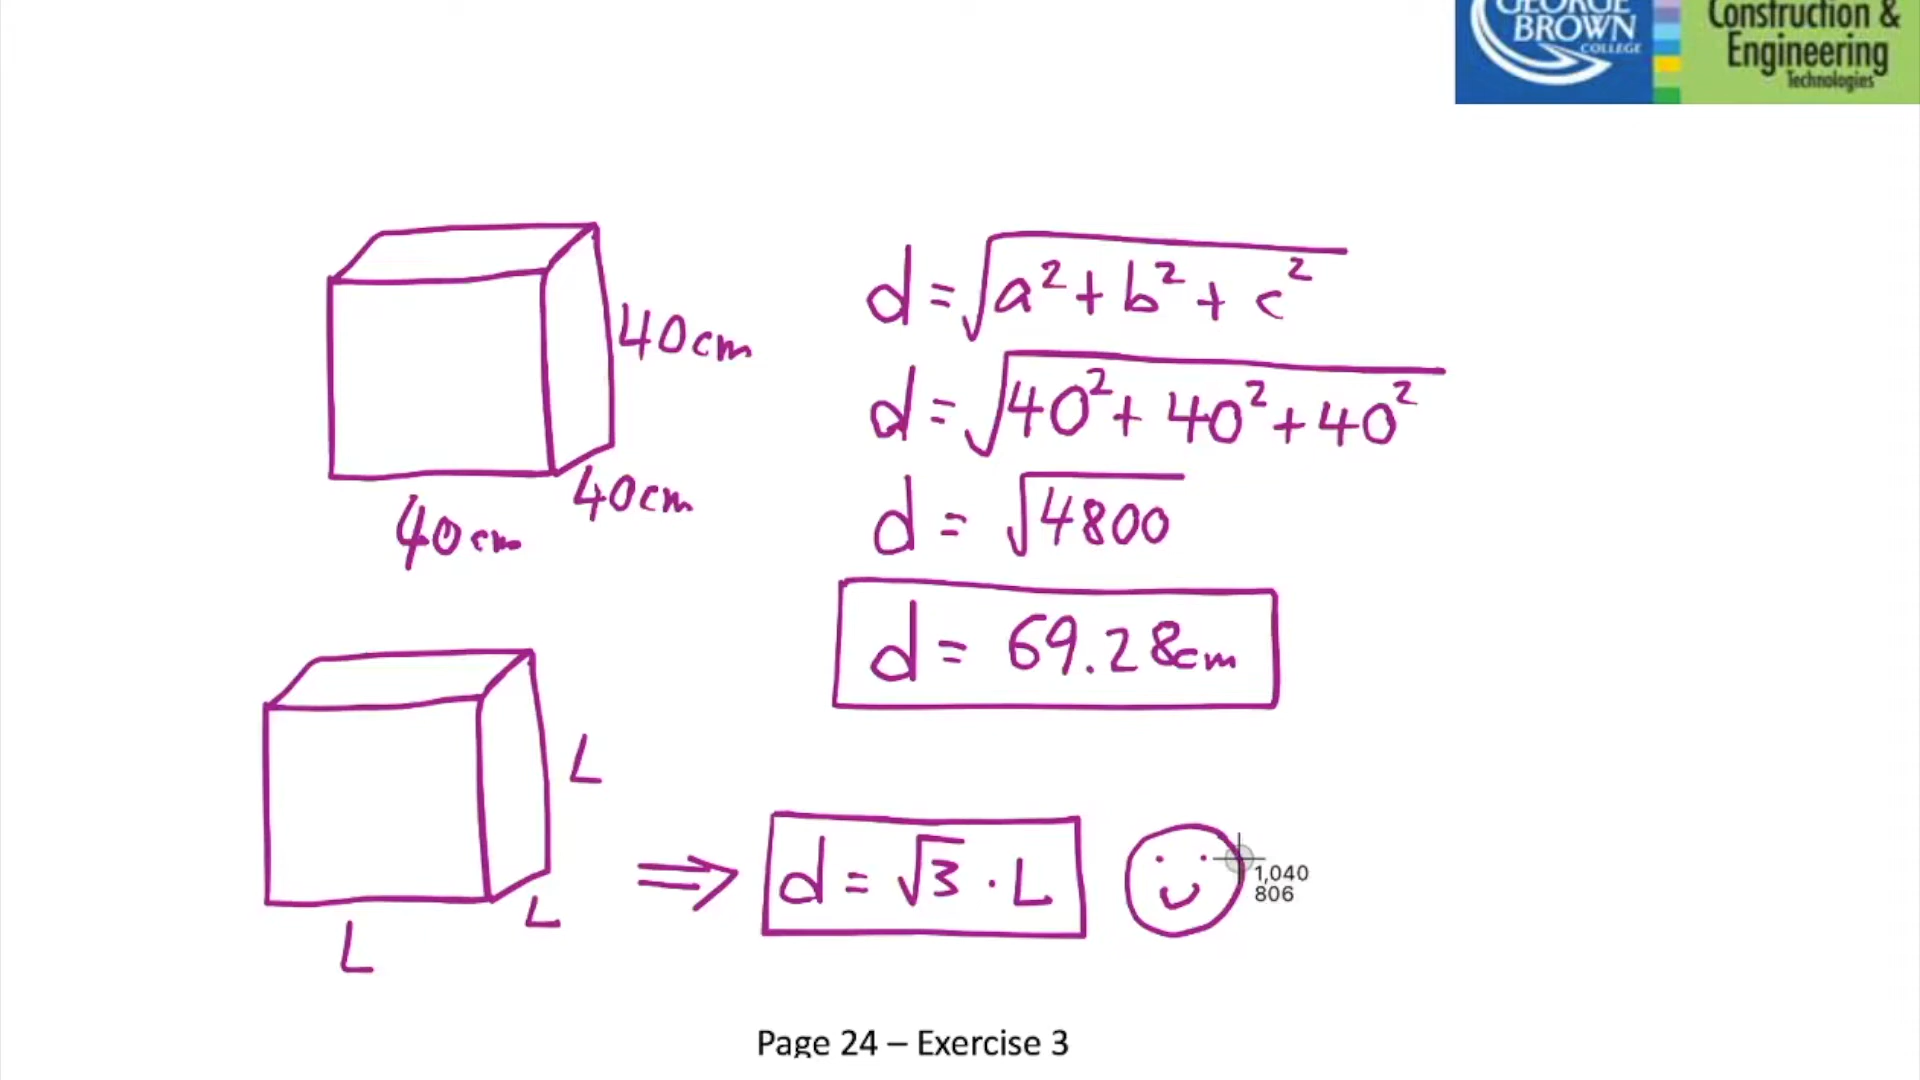 GEORGE
BROWN
COLLEGE
Construction &
Engineering
Technologies
40cm
40cm
40cm
d = √a² + b² + c²
d = √40² + 40² + 40²
d = √4800
d = 69.28cm
L
L
L
⇒ d = √3 · L
1,040
806
Page 24 – Exercise 3